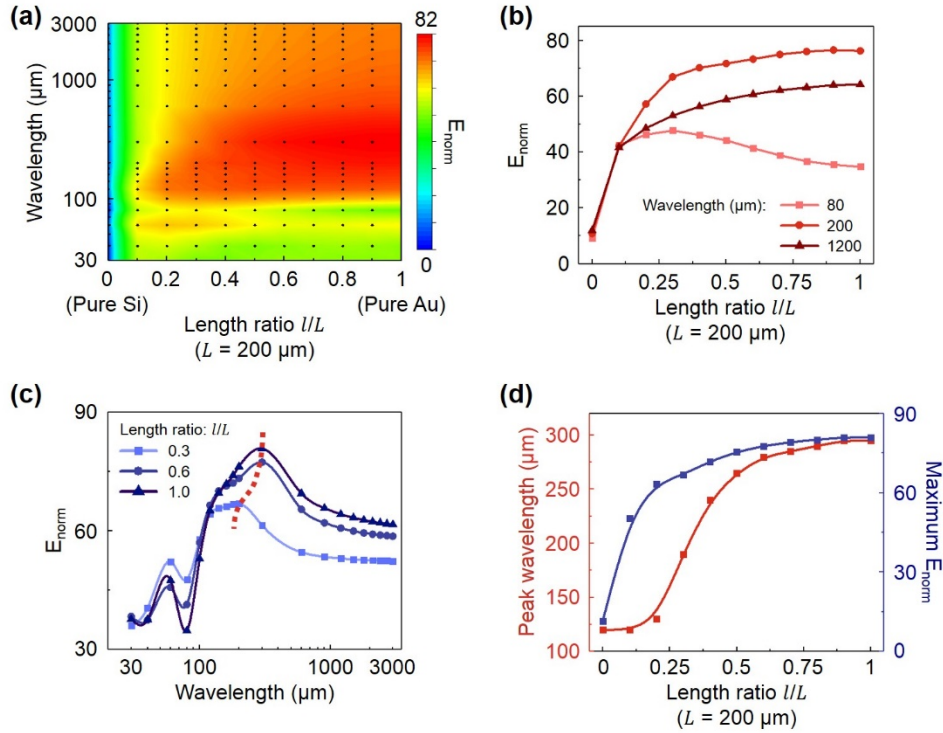 (a)
3000
1000
100
30
Wavelength (µm)
0
0.2
0.4
0.6
0.8
1
(Pure Si)
(Pure Au)
Length ratio l/L
(L = 200 µm)
82
E_norm
0
(b)
80
60
40
20
0
E_norm
Wavelength (µm):
80
200
1200
0
0.25
0.5
0.75
1
Length ratio l/L
(L = 200 µm)
(c)
90
60
30
E_norm
Length ratio: l/L
0.3
0.6
1.0
30
100
1000
3000
Wavelength (µm)
(d)
300
250
200
150
100
Peak wavelength (µm)
90
60
30
0
Maximum E_norm
0
0.25
0.5
0.75
1
Length ratio l/L
(L = 200 µm)